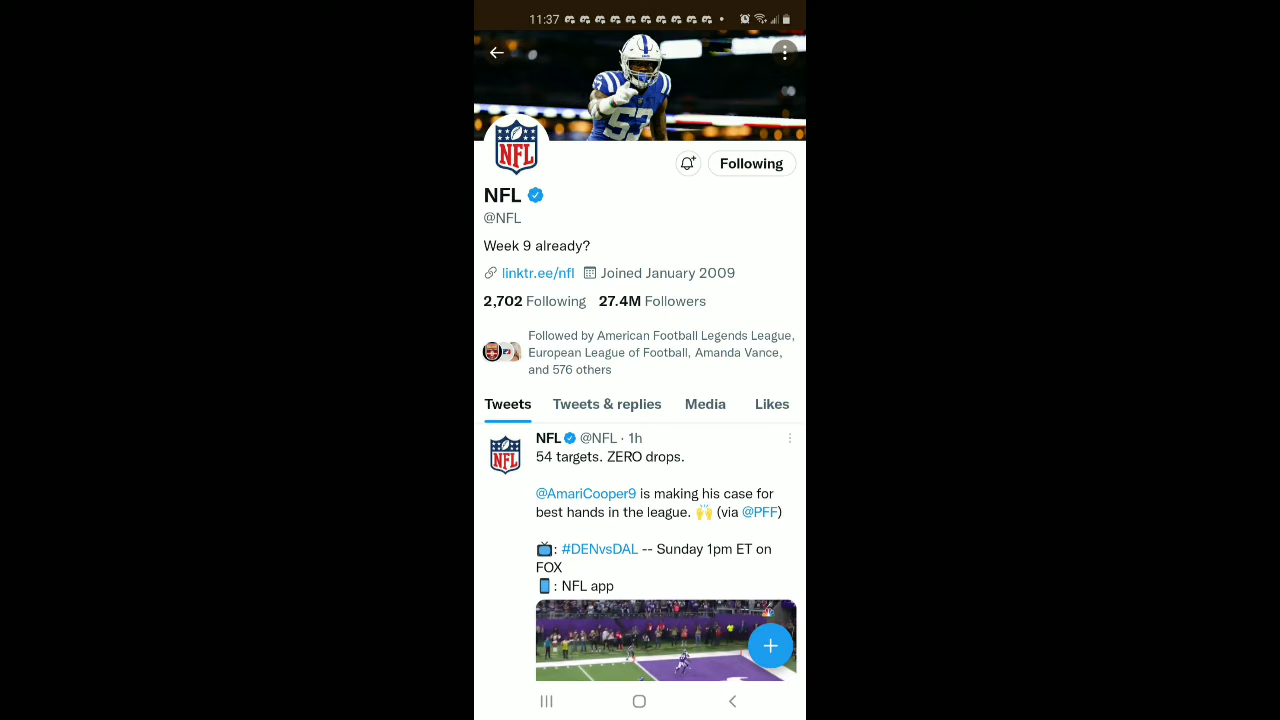 11:37
53
NFL
Following
NFL
@NFL
Week 9 already?
linktr.ee/nfl Joined January 2009
2,702 Following 27.4M Followers
Followed by American Football Legends League,
European League of Football, Amanda Vance,
and 576 others
Tweets Tweets & replies Media Likes
NFL @NFL · 1h
NFL
54 targets. ZERO drops.
@AmariCooper9 is making his case for
best hands in the league. 🙌 (via @PFF)
📺: #DENvsDAL -- Sunday 1pm ET on
FOX
📱: NFL app